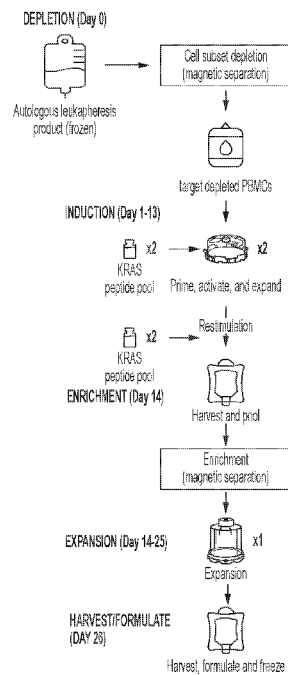 DEPLETION (Day 0)
Cell subset depletion
(magnetic separation)
Autologous leukapheresis
product (frozen)
target depleted PBMCs
INDUCTION (Day 1-13)
x2
x2
KRAS
peptide pool
Prime, activate, and expand
Restimulation
x2
KRAS
peptide pool
ENRICHMENT (Day 14)
Harvest and pool
Enrichment
(magnetic separation)
EXPANSION (Day 14-25)
x1
Expansion
HARVEST/FORMULATE
(DAY 26)
Harvest, formulate and freeze